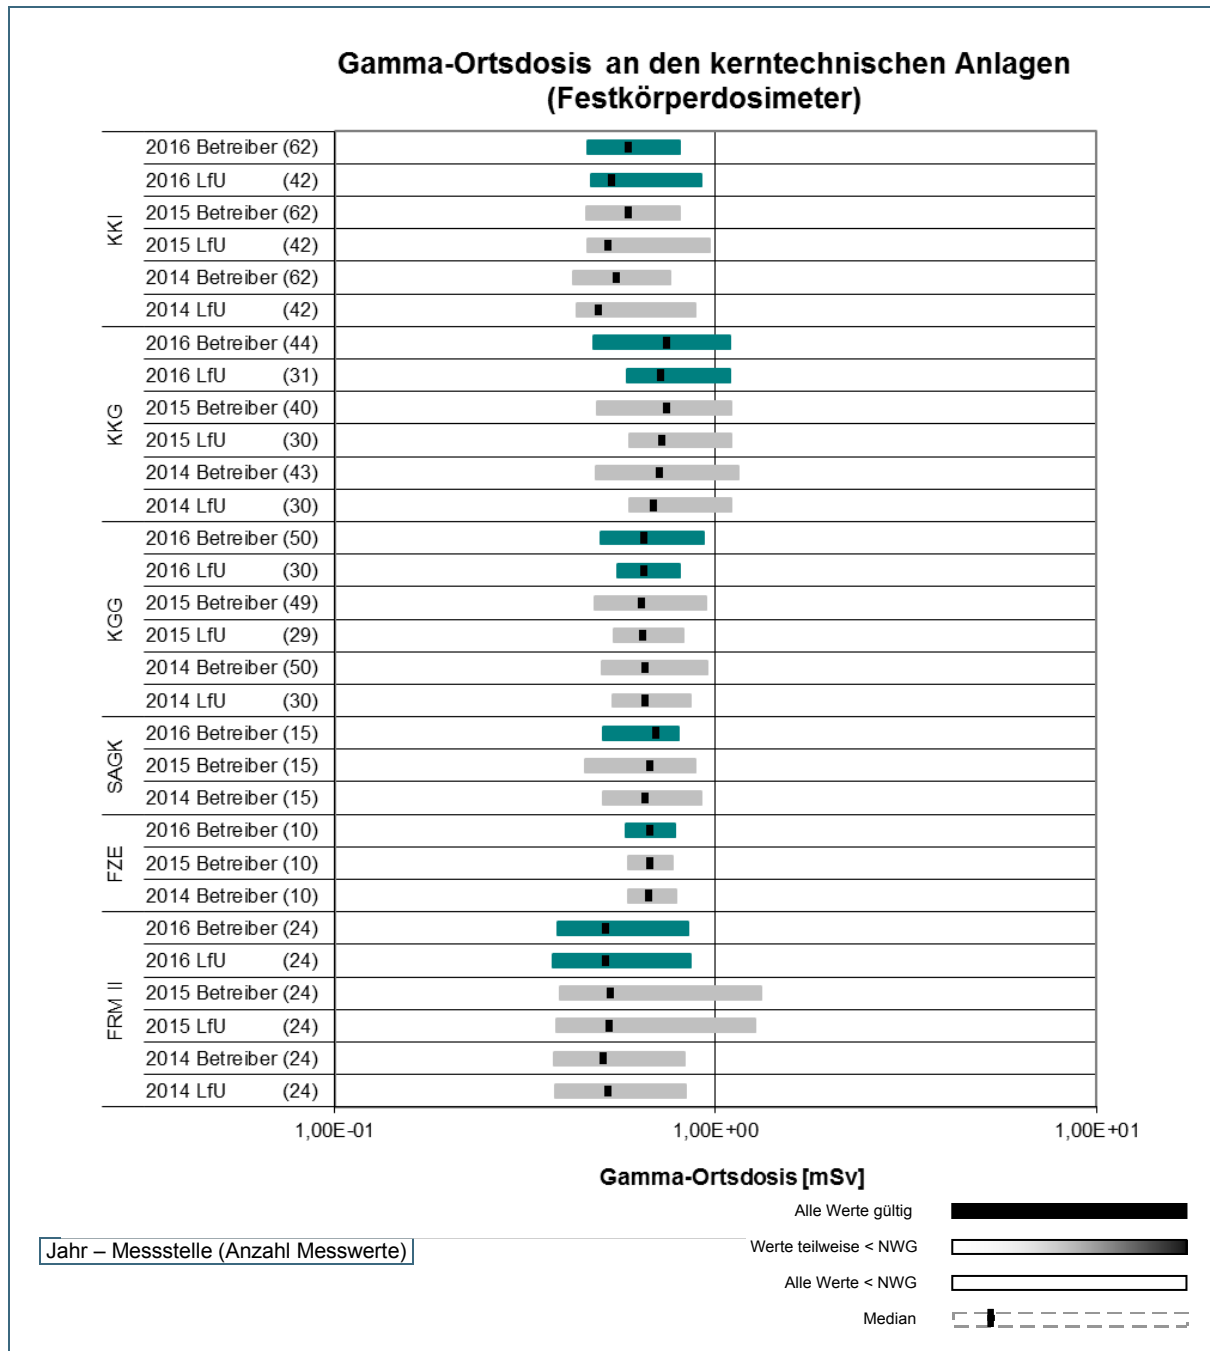 Gamma-Ortsdosis an den kerntechnischen Anlagen
(Festkörperdosimeter)
KKI
2016 Betreiber (62)
2016 LfU (42)
2015 Betreiber (62)
2015 LfU (42)
2014 Betreiber (62)
2014 LfU (42)
KKG
2016 Betreiber (44)
2016 LfU (31)
2015 Betreiber (40)
2015 LfU (30)
2014 Betreiber (43)
2014 LfU (30)
KGG
2016 Betreiber (50)
2016 LfU (30)
2015 Betreiber (49)
2015 LfU (29)
2014 Betreiber (50)
2014 LfU (30)
SAGK
2016 Betreiber (15)
2015 Betreiber (15)
2014 Betreiber (15)
FZE
2016 Betreiber (10)
2015 Betreiber (10)
2014 Betreiber (10)
FRM II
2016 Betreiber (24)
2016 LfU (24)
2015 Betreiber (24)
2015 LfU (24)
2014 Betreiber (24)
2014 LfU (24)
1,00E-01 1,00E+00 1,00E+01
Gamma-Ortsdosis [mSv]
Alle Werte gültig
Jahr – Messstelle (Anzahl Messwerte)
Werte teilweise < NWG
Alle Werte < NWG
Median